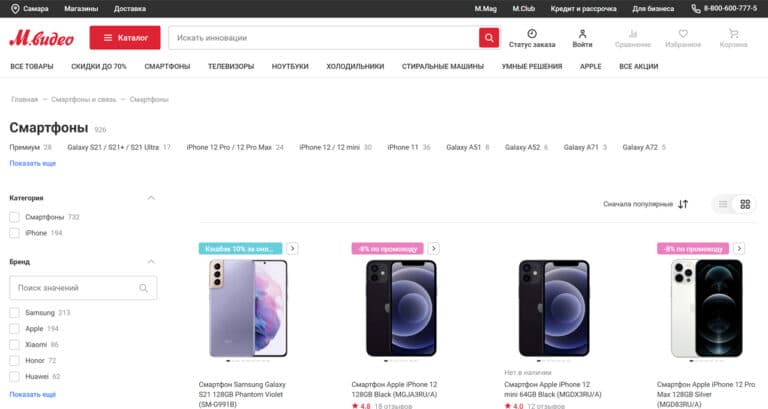 Самара Магазины Доставка M.Mag M.Club Кредит и рассрочка Для бизнеса 8-800-600-777-5
М.видео Каталог Искать инновации Статус заказа Войти Сравнение Избранное Корзина
ВСЕ ТОВАРЫ СКИДКИ ДО 70% СМАРТФОНЫ ТЕЛЕВИЗОРЫ НОУТБУКИ ХОЛОДИЛЬНИКИ СТИРАЛЬНЫЕ МАШИНЫ УМНЫЕ РЕШЕНИЯ APPLE ВСЕ АКЦИИ
Главная — Смартфоны и связь — Смартфоны
Смартфоны 926
Премиум 28 Galaxy S21 / S21+ / S21 Ultra 17 iPhone 12 Pro / 12 Pro Max 24 iPhone 12 / 12 mini 30 iPhone 11 36 Galaxy A51 8 Galaxy A52 6 Galaxy A71 3 Galaxy A72 5
Показать еще
Категория
Смартфоны 732
iPhone 194
Бренд
Поиск значений
Samsung 213
Apple 194
Xiaomi 86
Honor 72
Huawei 62
Показать ещё
Сначала популярные
Кэшбэк 10% за оно...
Смартфон Samsung Galaxy
S21 128GB Phantom Violet
(SM-G991B)
-8% по промокоду
Смартфон Apple iPhone 12
128GB Black (MGJA3RU/A)
4.8 18 отзывов
Нет в наличии
Смартфон Apple iPhone 12
mini 64GB Black (MGDX3RU/A)
4.0 12 отзывов
-8% по промокоду
Смартфон Apple iPhone 12 Pro
Max 128GB Silver
(MGD83RU/A)